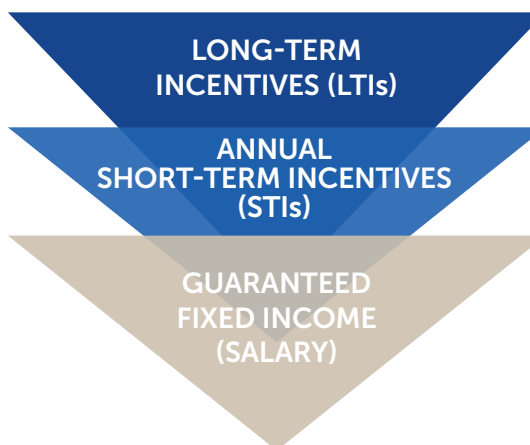 LONG-TERM
INCENTIVES (LTIs)
ANNUAL
SHORT-TERM INCENTIVES
(STIs)
GUARANTEED
FIXED INCOME
(SALARY)